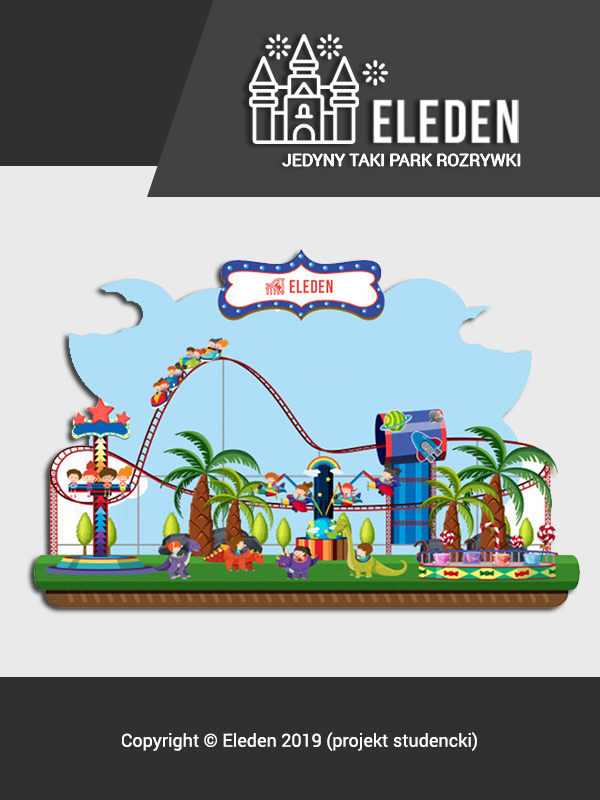 ELEDEN
JEDYNY TAKI PARK ROZRYWKI
ELEDEN
Copyright © Eleden 2019 (projekt studencki)